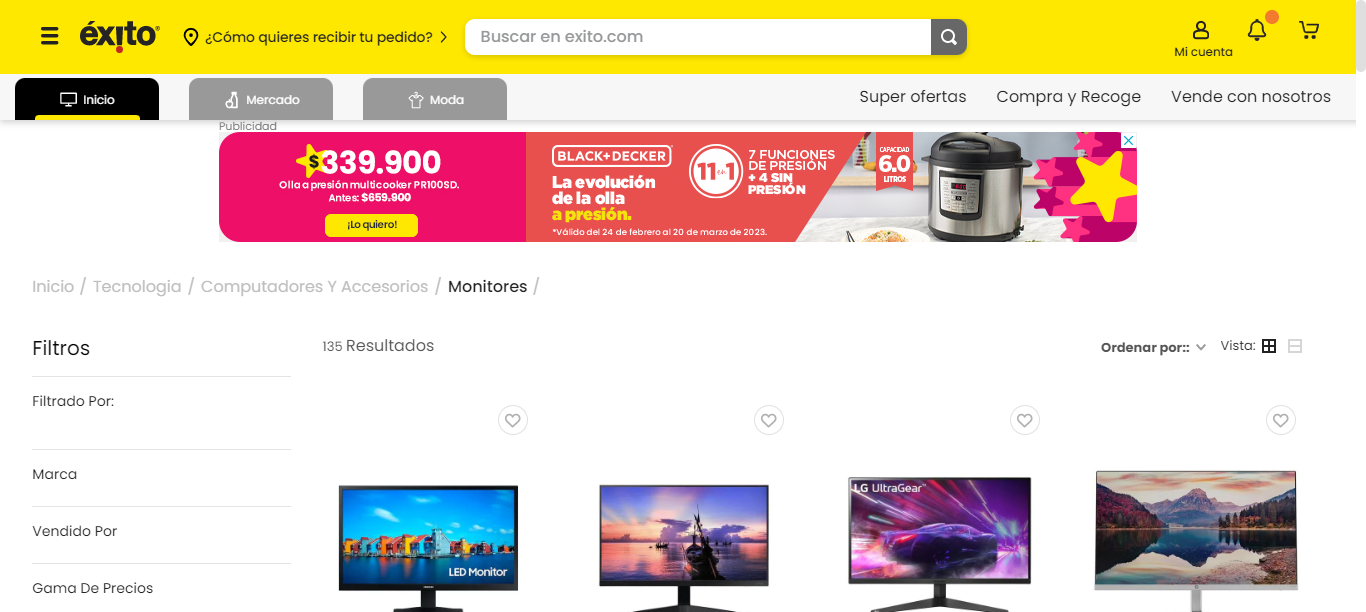 éxito
¿Cómo quieres recibir tu pedido?
Buscar en exito.com
Mi cuenta
Inicio
Mercado
Moda
Super ofertas
Compra y Recoge
Vende con nosotros
Publicidad
$339.900
Olla a presión multicooker PR100SD.
Antes: $659.900
¡Lo quiero!
BLACK+DECKER
La evolución
de la olla
a presión.
11 en 1
7 FUNCIONES
DE PRESIÓN
+ 4 SIN
PRESIÓN
*Válido del 24 de febrero al 20 de marzo de 2023.
CAPACIDAD
6.0
LITROS
Inicio / Tecnologia / Computadores Y Accesorios / Monitores /
Filtros
135 Resultados
Ordenar por::
Vista:
Filtrado Por:
Marca
Vendido Por
Gama De Precios
LED Monitor
LG UltraGear™